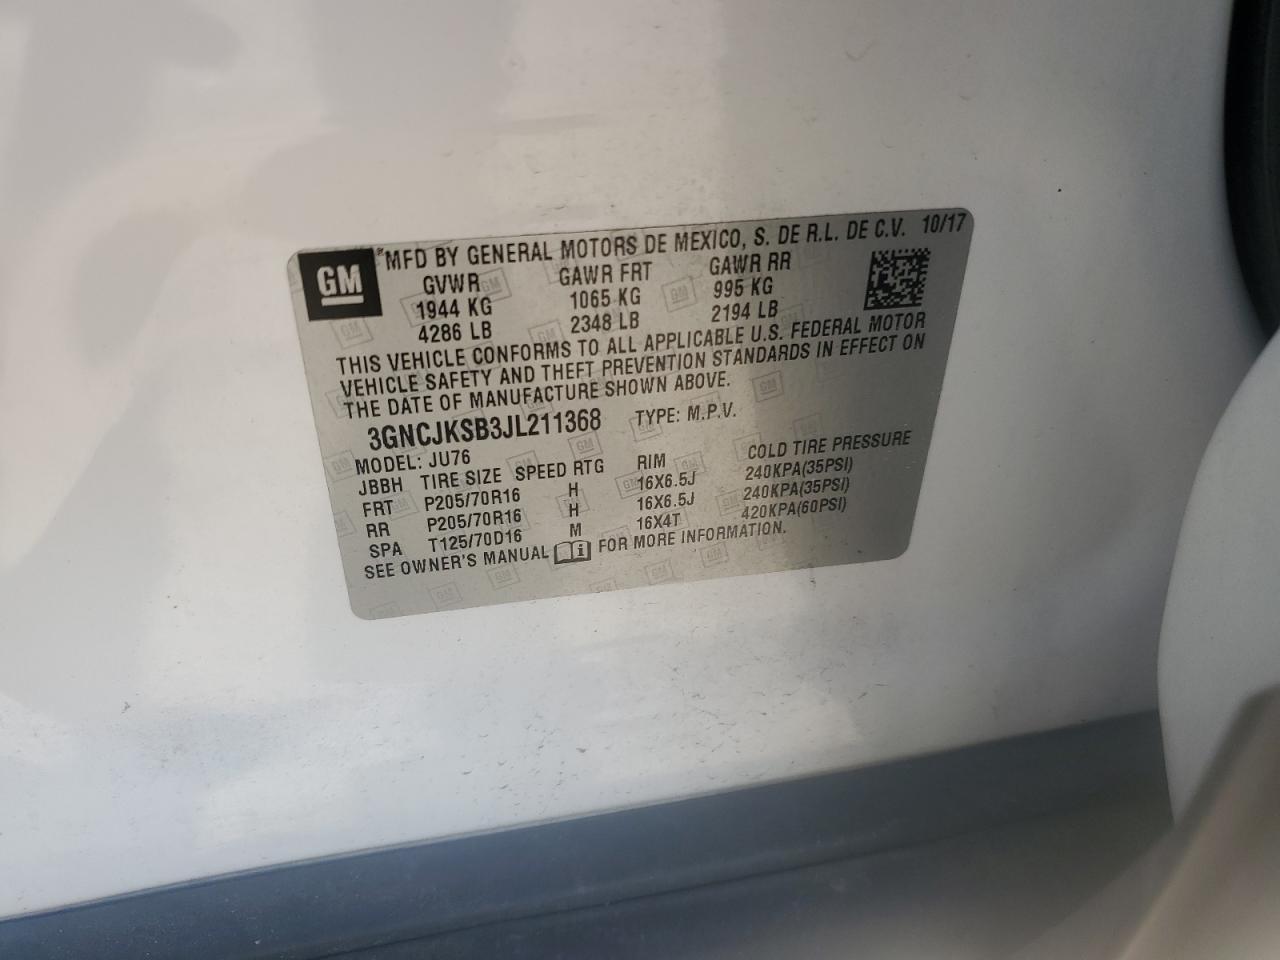 GM
*MFD BY GENERAL MOTORS DE MEXICO, S. DE R.L. DE C.V. 10/17
GVWR GAWR FRT GAWR RR
1944 KG 1065 KG 995 KG
4286 LB 2348 LB 2194 LB
THIS VEHICLE CONFORMS TO ALL APPLICABLE U.S. FEDERAL MOTOR
VEHICLE SAFETY AND THEFT PREVENTION STANDARDS IN EFFECT ON
THE DATE OF MANUFACTURE SHOWN ABOVE.
3GNCJKSB3JL211368 TYPE: M.P.V.
MODEL: JU76
JBBH TIRE SIZE SPEED RTG RIM COLD TIRE PRESSURE
FRT P205/70R16 H 16X6.5J 240KPA(35PSI)
RR P205/70R16 H 16X6.5J 240KPA(35PSI)
SPA T125/70D16 M 16X4T 420KPA(60PSI)
SEE OWNER'S MANUAL i FOR MORE INFORMATION.